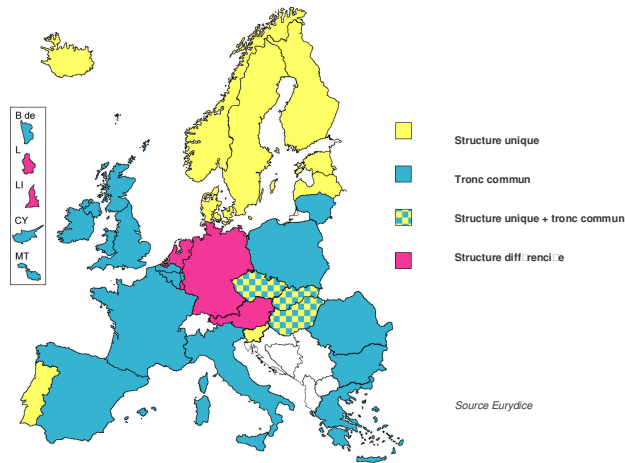 B de
L
LI
CY
MT
Structure unique
Tronc commun
Structure unique + tronc commun
Structure diff□renci□e
Source Eurydice